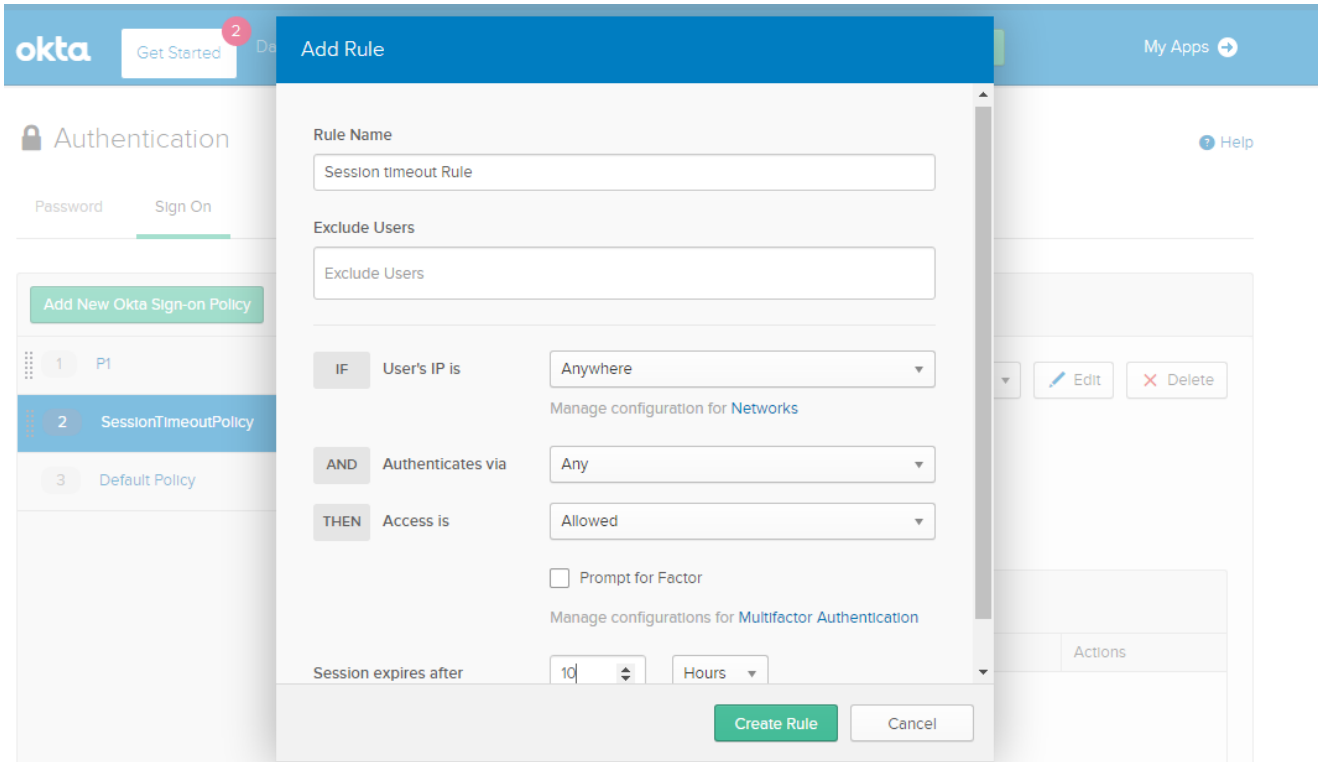 okta
Get Started
2
Da
Add Rule
My Apps
Authentication
Help
Password
Sign On
Rule Name
Session timeout Rule
Exclude Users
Exclude Users
Add New Okta Sign-on Policy
1 P1
2 SessionTimeoutPolicy
3 Default Policy
IF User's IP is Anywhere
Manage configuration for Networks
Edit Delete
AND Authenticates via Any
THEN Access is Allowed
Prompt for Factor
Manage configurations for Multifactor Authentication
Actions
Session expires after 10 Hours
Create Rule Cancel